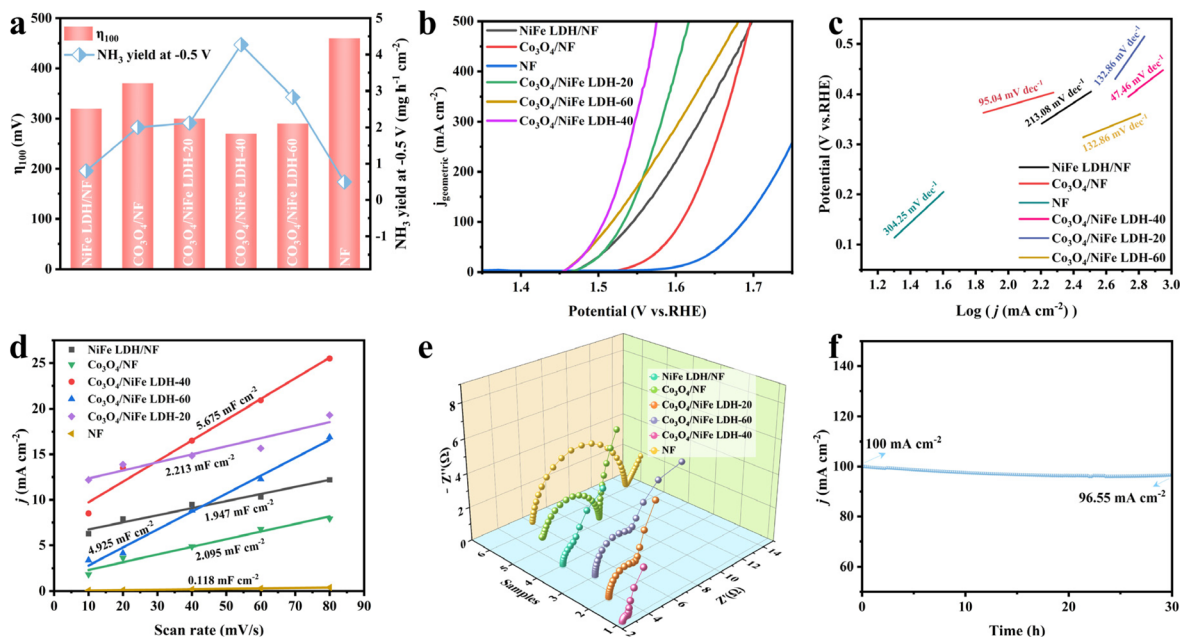 a
η₁₀₀
NH₃ yield at -0.5 V
η₁₀₀ (mV)
500
450
400
350
300
250
200
150
100
50
0
NiFe LDH/NF
CO₃O₄/NF
CO₃O₄/NiFe LDH-20
CO₃O₄/NiFe LDH-40
CO₃O₄/NiFe LDH-60
NF
5
4
3
2
1
0
-1
NH₃ yield at -0.5 V (mg h⁻¹ cm⁻²)
b
NiFe LDH/NF
Co₃O₄/NF
NF
Co₃O₄/NiFe LDH-20
Co₃O₄/NiFe LDH-60
Co₃O₄/NiFe LDH-40
j geometric (mA cm⁻²)
500
400
300
200
100
0
1.4 1.5 1.6 1.7
Potential (V vs.RHE)
c
Potential (V vs.RHE)
0.5
0.4
0.3
0.2
0.1
95.04 mV dec⁻¹
213.08 mV dec⁻¹
132.86 mV dec⁻¹
47.46 mV dec⁻¹
132.86 mV dec⁻¹
304.25 mV dec⁻¹
NiFe LDH/NF
Co₃O₄/NF
NF
Co₃O₄/NiFe LDH-40
Co₃O₄/NiFe LDH-20
Co₃O₄/NiFe LDH-60
1.2 1.5 1.8 2.1 2.4 2.7 3.0
Log ( j (mA cm⁻²) )
d
NiFe LDH/NF
Co₃O₄/NF
Co₃O₄/NiFe LDH-40
Co₃O₄/NiFe LDH-60
Co₃O₄/NiFe LDH-20
NF
j (mA cm⁻²)
25
20
15
10
5
0
5.675 mF cm⁻²
2.213 mF cm⁻²
1.947 mF cm⁻²
4.925 mF cm⁻²
2.095 mF cm⁻²
0.118 mF cm⁻²
0 10 20 30 40 50 60 70 80 90
Scan rate (mV/s)
e
NiFe LDH/NF
Co₃O₄/NF
Co₃O₄/NiFe LDH-20
Co₃O₄/NiFe LDH-60
Co₃O₄/NiFe LDH-40
NF
- Z''(Ω)
8
6
4
2
0
6 5 4 3 2 1
Samples
2 4 6 8 10 12 14
Z'(Ω)
f
j (mA cm⁻²)
140
120
100
80
60
100 mA cm⁻²
96.55 mA cm⁻²
0 10 20 30
Time (h)